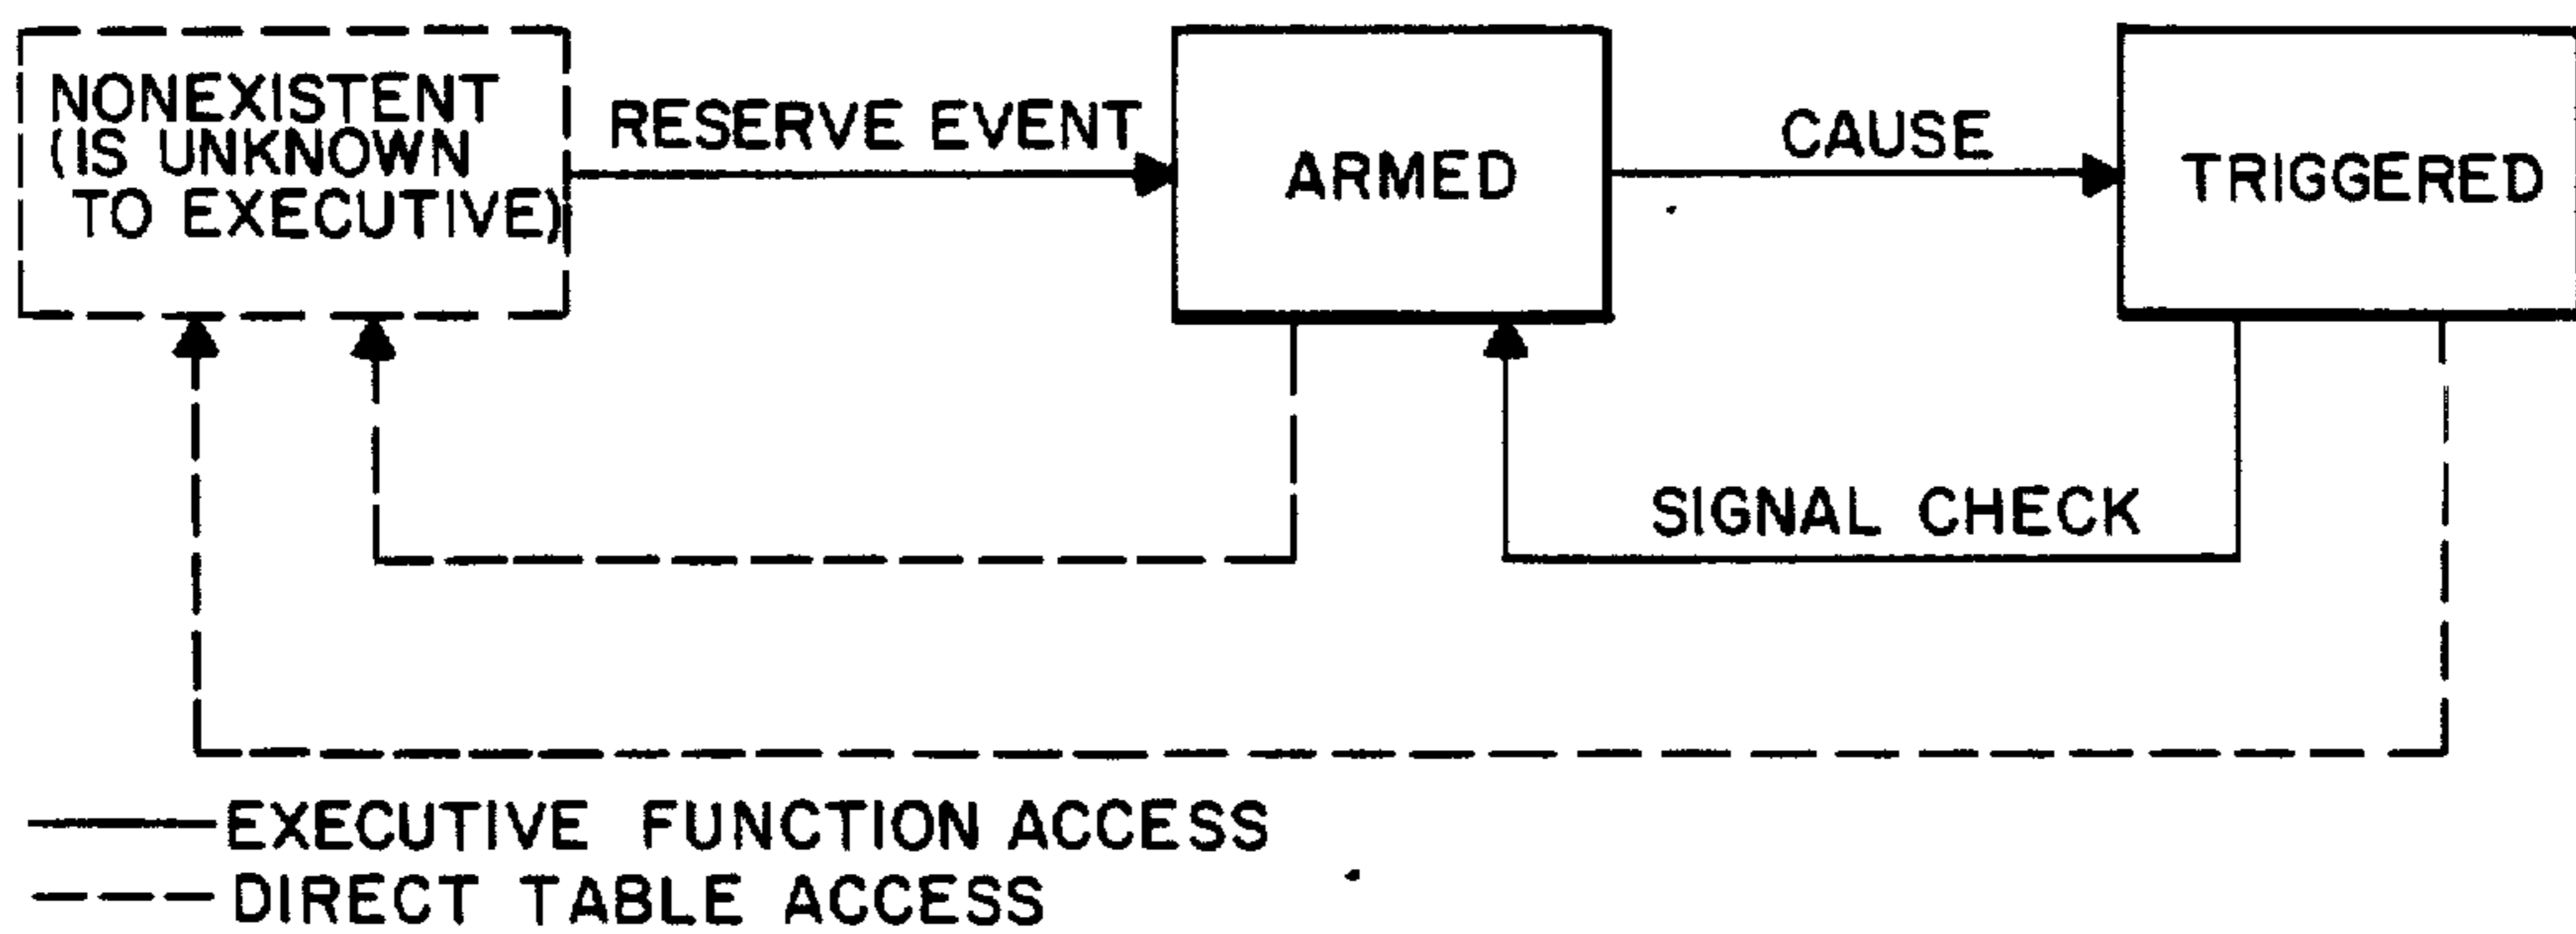 NONEXISTENT
(IS UNKNOWN
TO EXECUTIVE)
RESERVE EVENT
ARMED
CAUSE
TRIGGERED
SIGNAL CHECK
EXECUTIVE FUNCTION ACCESS
DIRECT TABLE ACCESS